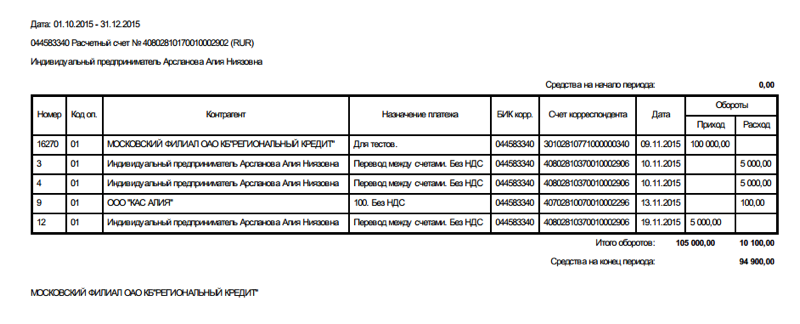 Дата: 01.10.2015 - 31.12.2015
044583340 Расчетный счет № 40802810170010002902 (RUR)
Индивидуальный предприниматель Арсланова Алия Ниязовна
Средства на начало периода: 0,00
Номер Код оп. Контрагент Назначение платежа БИК корр. Счет корреспондента Дата Обороты
Приход Расход
16270 01 МОСКОВСКИЙ ФИЛИАЛ ОАО КБ"РЕГИОНАЛЬНЫЙ КРЕДИТ" Для тестов. 044583340 30102810771000000340 09.11.2015 100 000,00
3 01 Индивидуальный предприниматель Арсланова Алия Ниязовна Перевод между счетами. Без НДС 044583340 40802810370010002906 10.11.2015 5 000,00
4 01 Индивидуальный предприниматель Арсланова Алия Ниязовна Перевод между счетами. Без НДС 044583340 40802810370010002906 10.11.2015 5 000,00
9 01 ООО "КАС АЛИЯ" 100. Без НДС 044583340 40702810070010002296 13.11.2015 100,00
12 01 Индивидуальный предприниматель Арсланова Алия Ниязовна Перевод между счетами. Без НДС 044583340 40802810370010002906 19.11.2015 5 000,00
Итого оборотов: 105 000,00 10 100,00
Средства на конец периода: 94 900,00
МОСКОВСКИЙ ФИЛИАЛ ОАО КБ"РЕГИОНАЛЬНЫЙ КРЕДИТ"